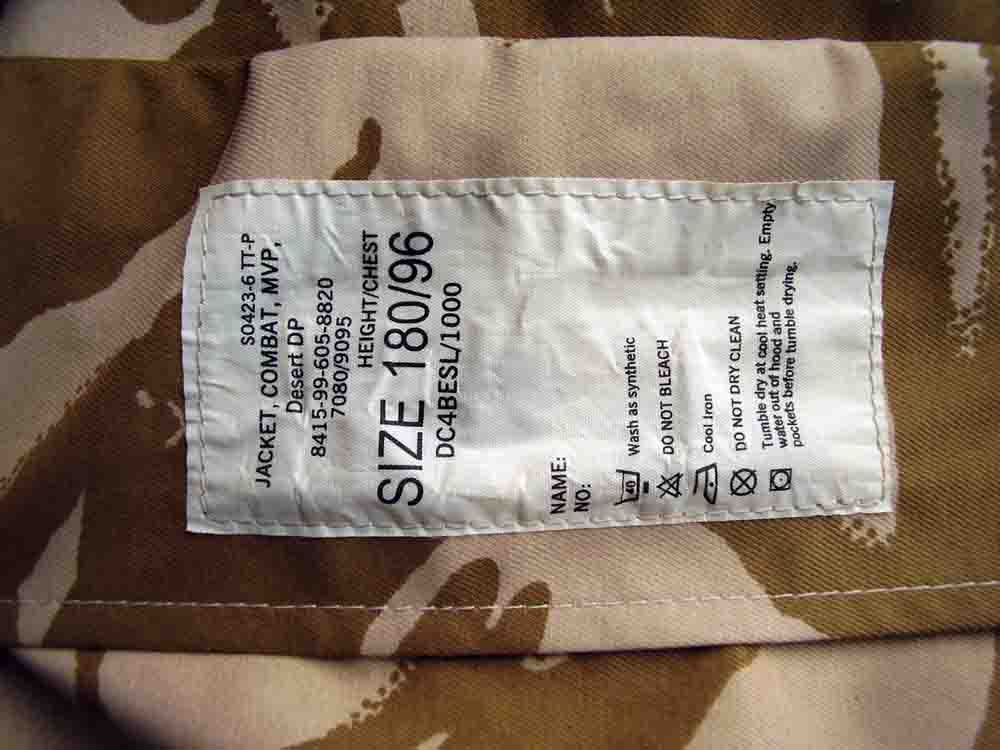 SO423-6 TT-P
JACKET, COMBAT, MVP,
Desert DP
8415-99-605-8820
7080/9095
HEIGHT/CHEST
SIZE 180/96
DC4BESL/1000
NAME:
NO:
40 Wash as synthetic
DO NOT BLEACH
Cool Iron
DO NOT DRY CLEAN
Tumble dry at cool heat setting. Empty
water out of hood and
pockets before tumble drying.